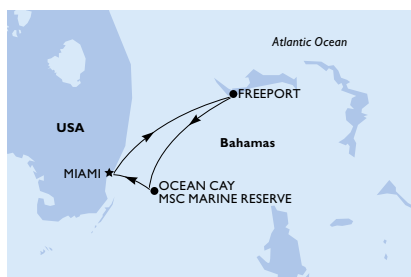 Atlantic Ocean
FREEPORT
USA
Bahamas
MIAMI
OCEAN CAY
MSC MARINE RESERVE